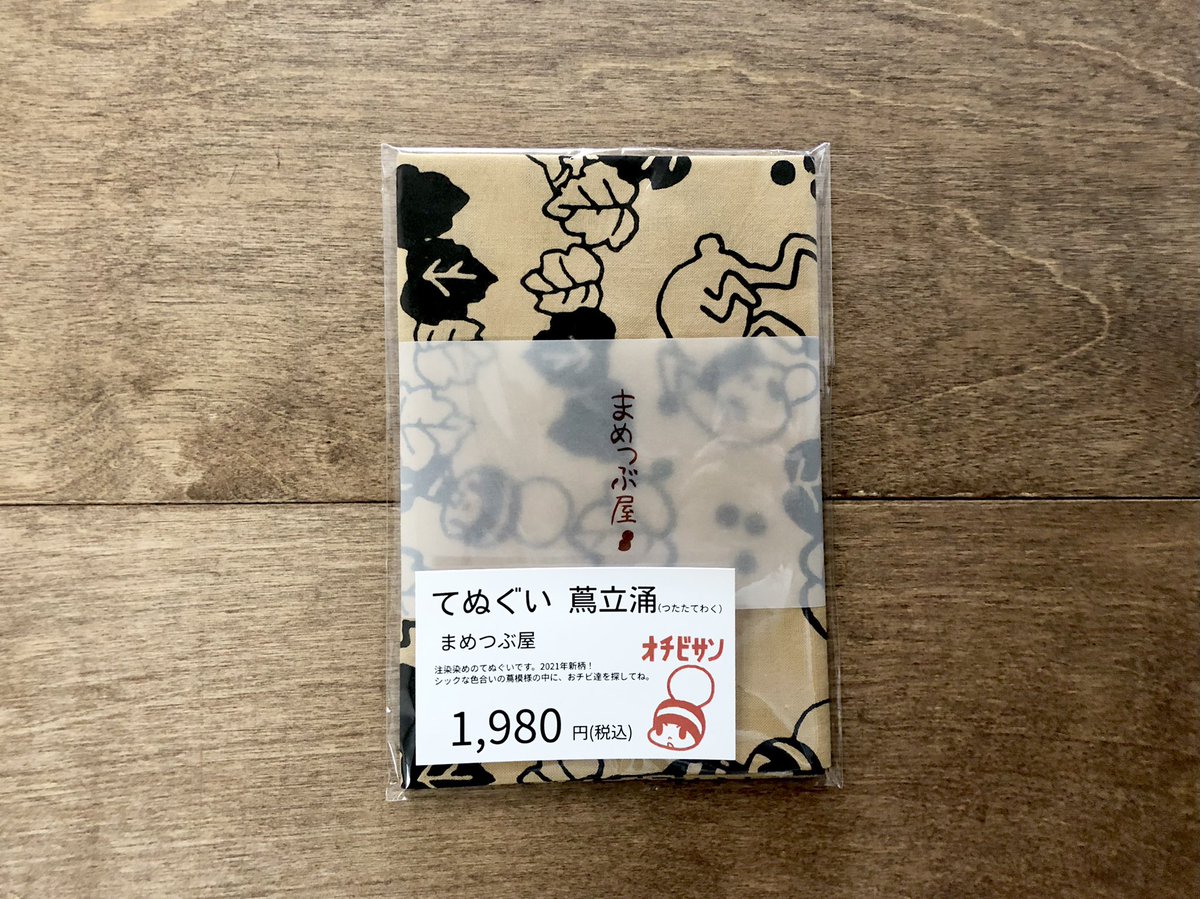 まめつぶ屋
てぬぐい 蔦立涌(つたたてわく)
まめつぶ屋
オチビサン
注染染めのてぬぐいです。2021年新柄！
シックな色合いの蔦模様の中に、おチビ達を探してね。
1,980 円(税込)